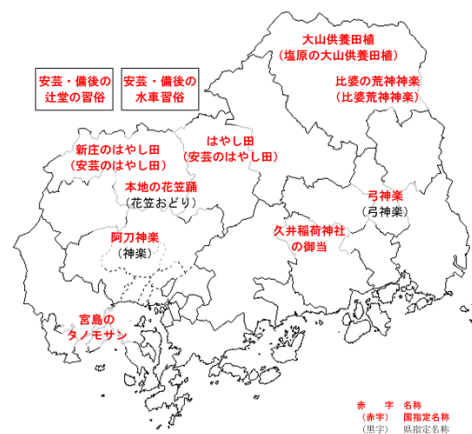 大山供養田植
(塩原の大山供養田植)
安芸・備後の
辻堂の習俗
安芸・備後の
水車習俗
比婆の荒神神楽
(比婆荒神神楽)
新庄のはやし田
(安芸のはやし田)
はやし田
(安芸のはやし田)
本地の花笠踊
(花笠おどり)
弓神楽
(弓神楽)
阿刀神楽
(神楽)
久井稲荷神社
の御当
宮島の
タノモサン
赤　字　名称
(赤字)　国指定名称
(黒字)　県指定名称